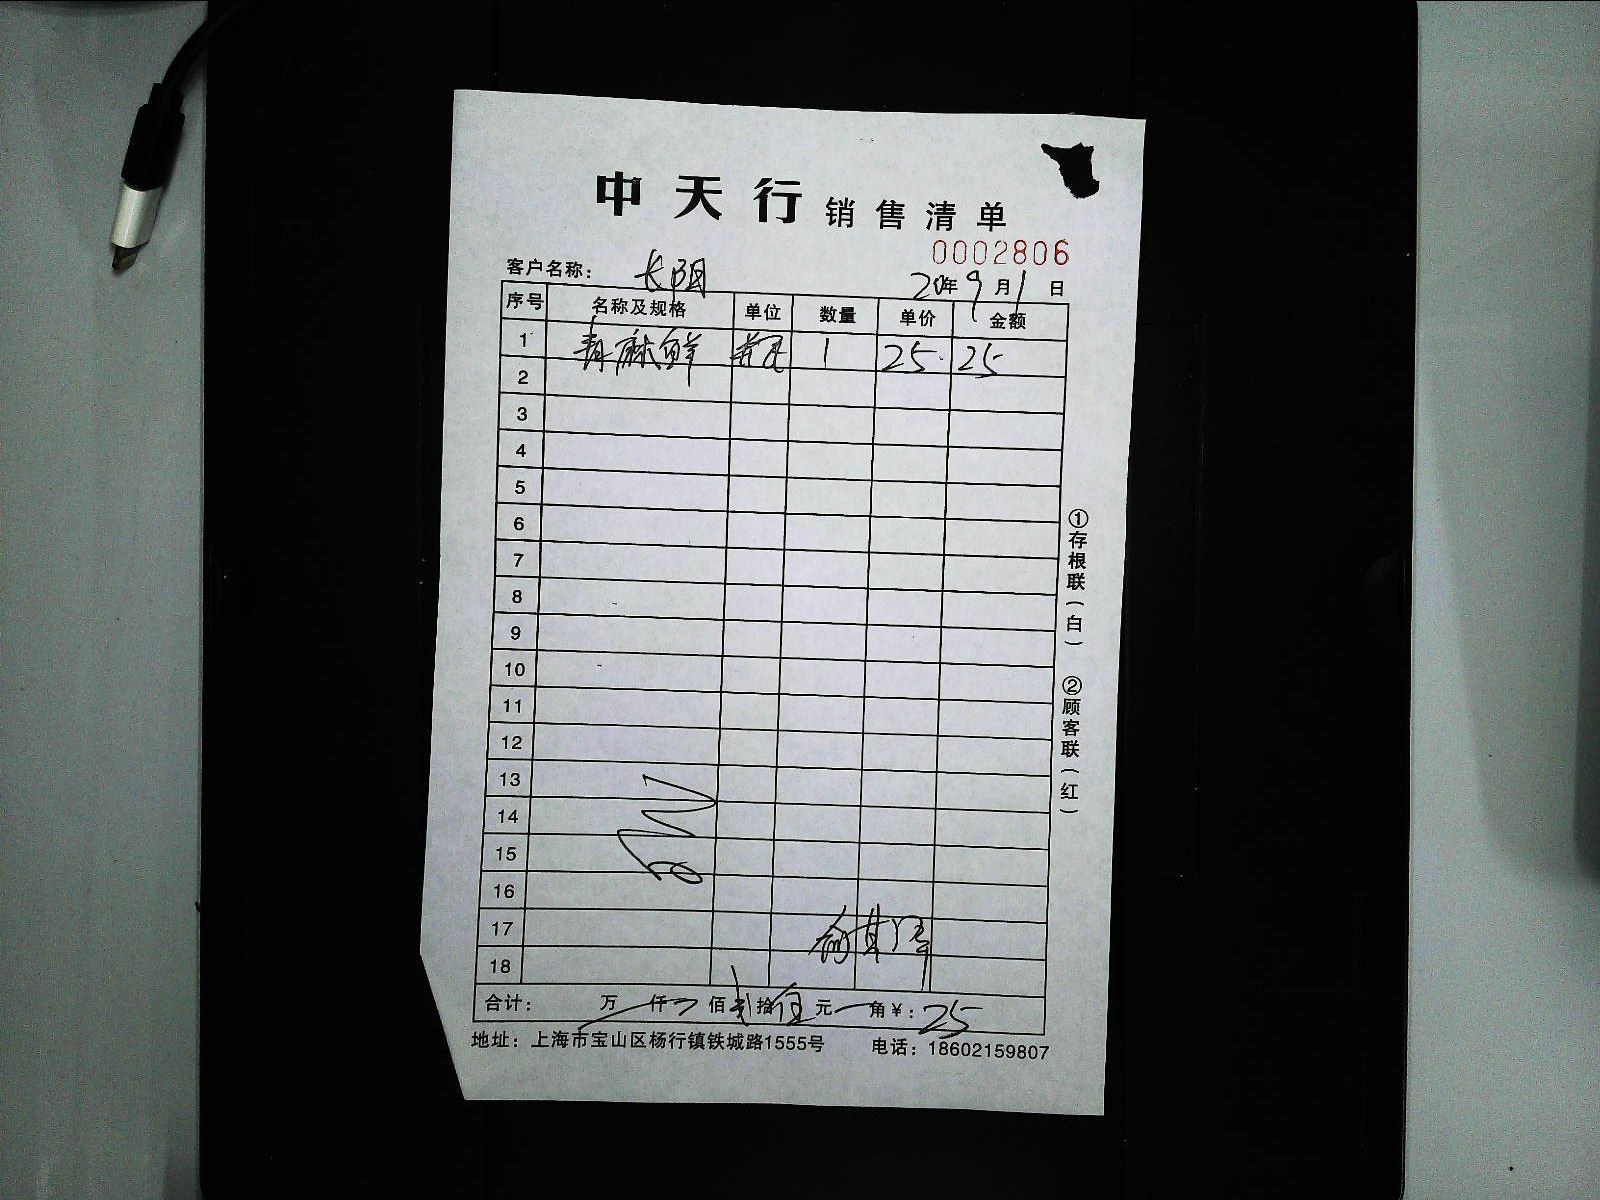 中天行 销售清单
0002806
客户名称： 长阳 20年9月1日
序号 名称及规格 单位 数量 单价 金额
1 青麻鲜 1 25 25
2
3
4
5
6
7
8
9
10
11
12
13
14
15
16
17
18
合计： 万 仟 佰 贰拾伍元 角 ￥：25
地址：上海市宝山区杨行镇铁城路1555号 电话：18602159807
①存根联（白） ②顾客联（红）